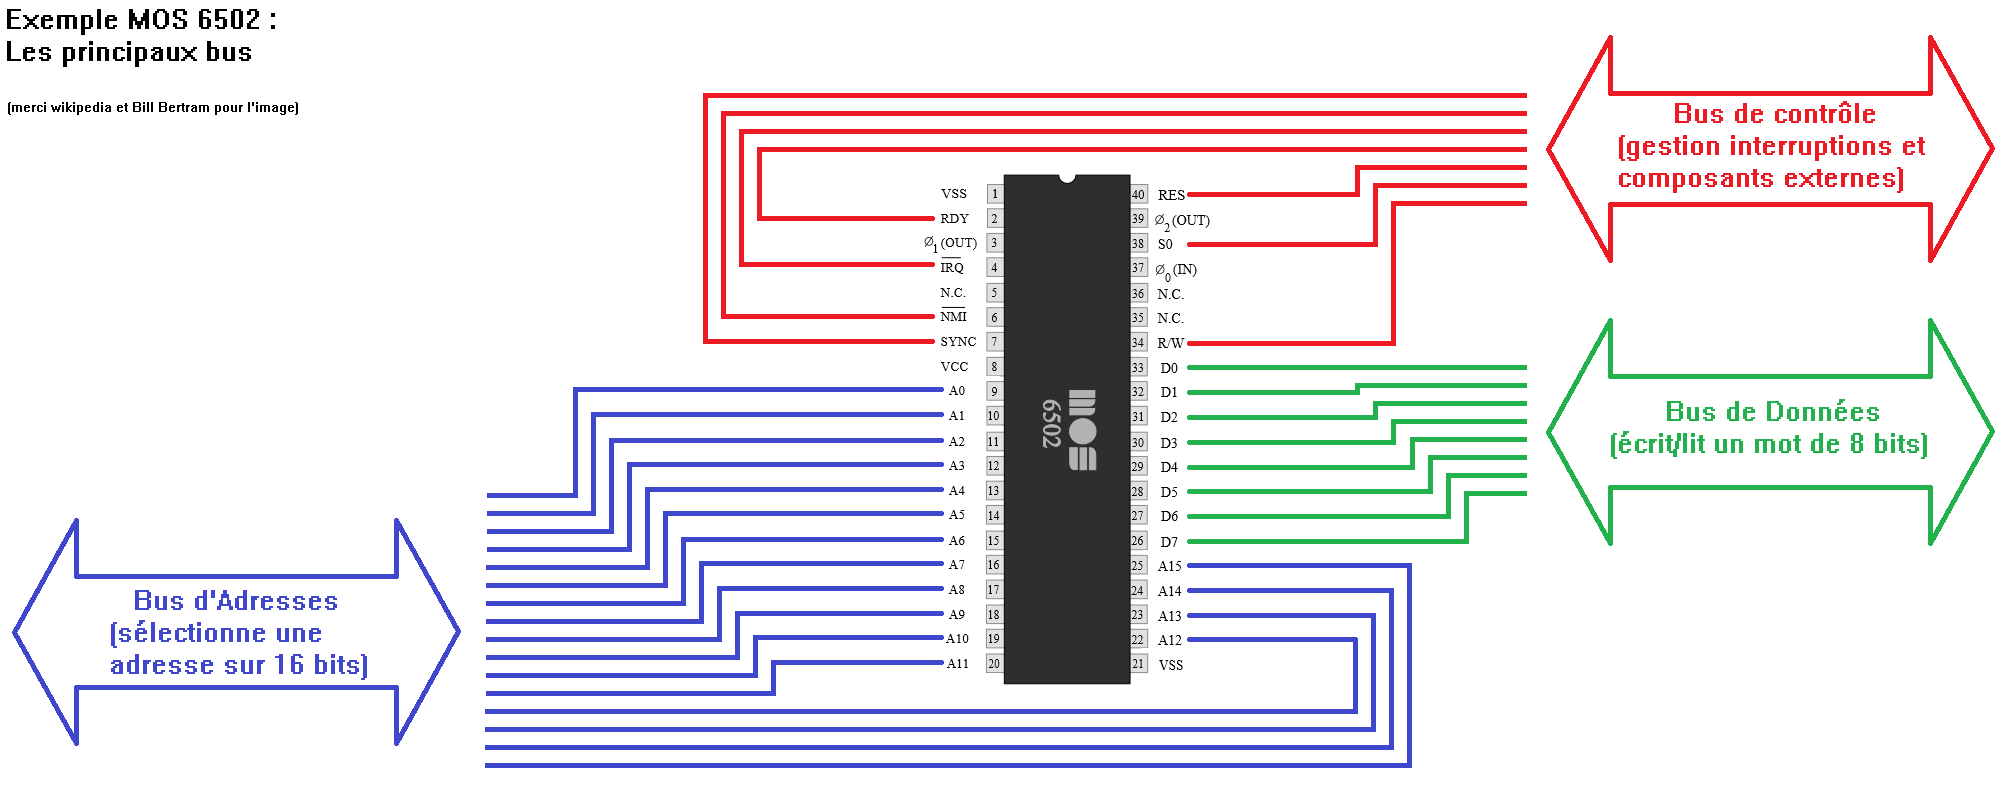 Exemple MOS 6502 :
Les principaux bus
(merci wikipedia et Bill Bertram pour l'image)
Bus de contrôle
(gestion interruptions et
composants externes)
VSS 1
RDY 2
Ø1(OUT) 3
IRQ 4
N.C. 5
NMI 6
SYNC 7
VCC 8
A0 9
A1 10
A2 11
A3 12
A4 13
A5 14
A6 15
A7 16
A8 17
A9 18
A10 19
A11 20
MOS
6502
40 RES
39 Ø2(OUT)
38 S0
37 Ø0(IN)
36 N.C.
35 N.C.
34 R/W
33 D0
32 D1
31 D2
30 D3
29 D4
28 D5
27 D6
26 D7
25 A15
24 A14
23 A13
22 A12
21 VSS
Bus de Données
(écrit/lit un mot de 8 bits)
Bus d'Adresses
(sélectionne une
adresse sur 16 bits)